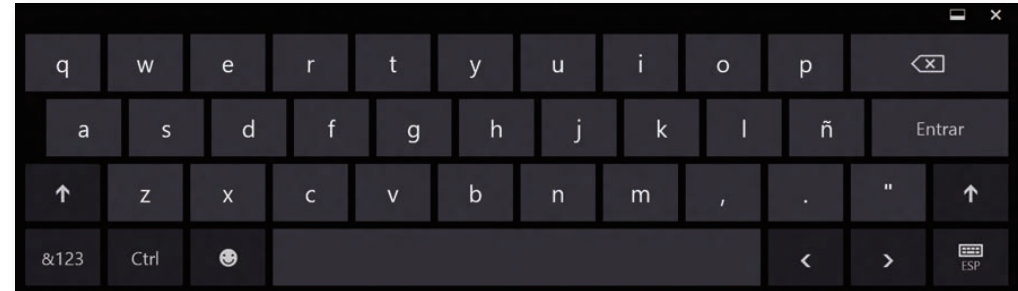 q w e r t y u i o p
a s d f g h j k l ñ Entrar
z x c v b n m , . "
&123 Ctrl < > ESP